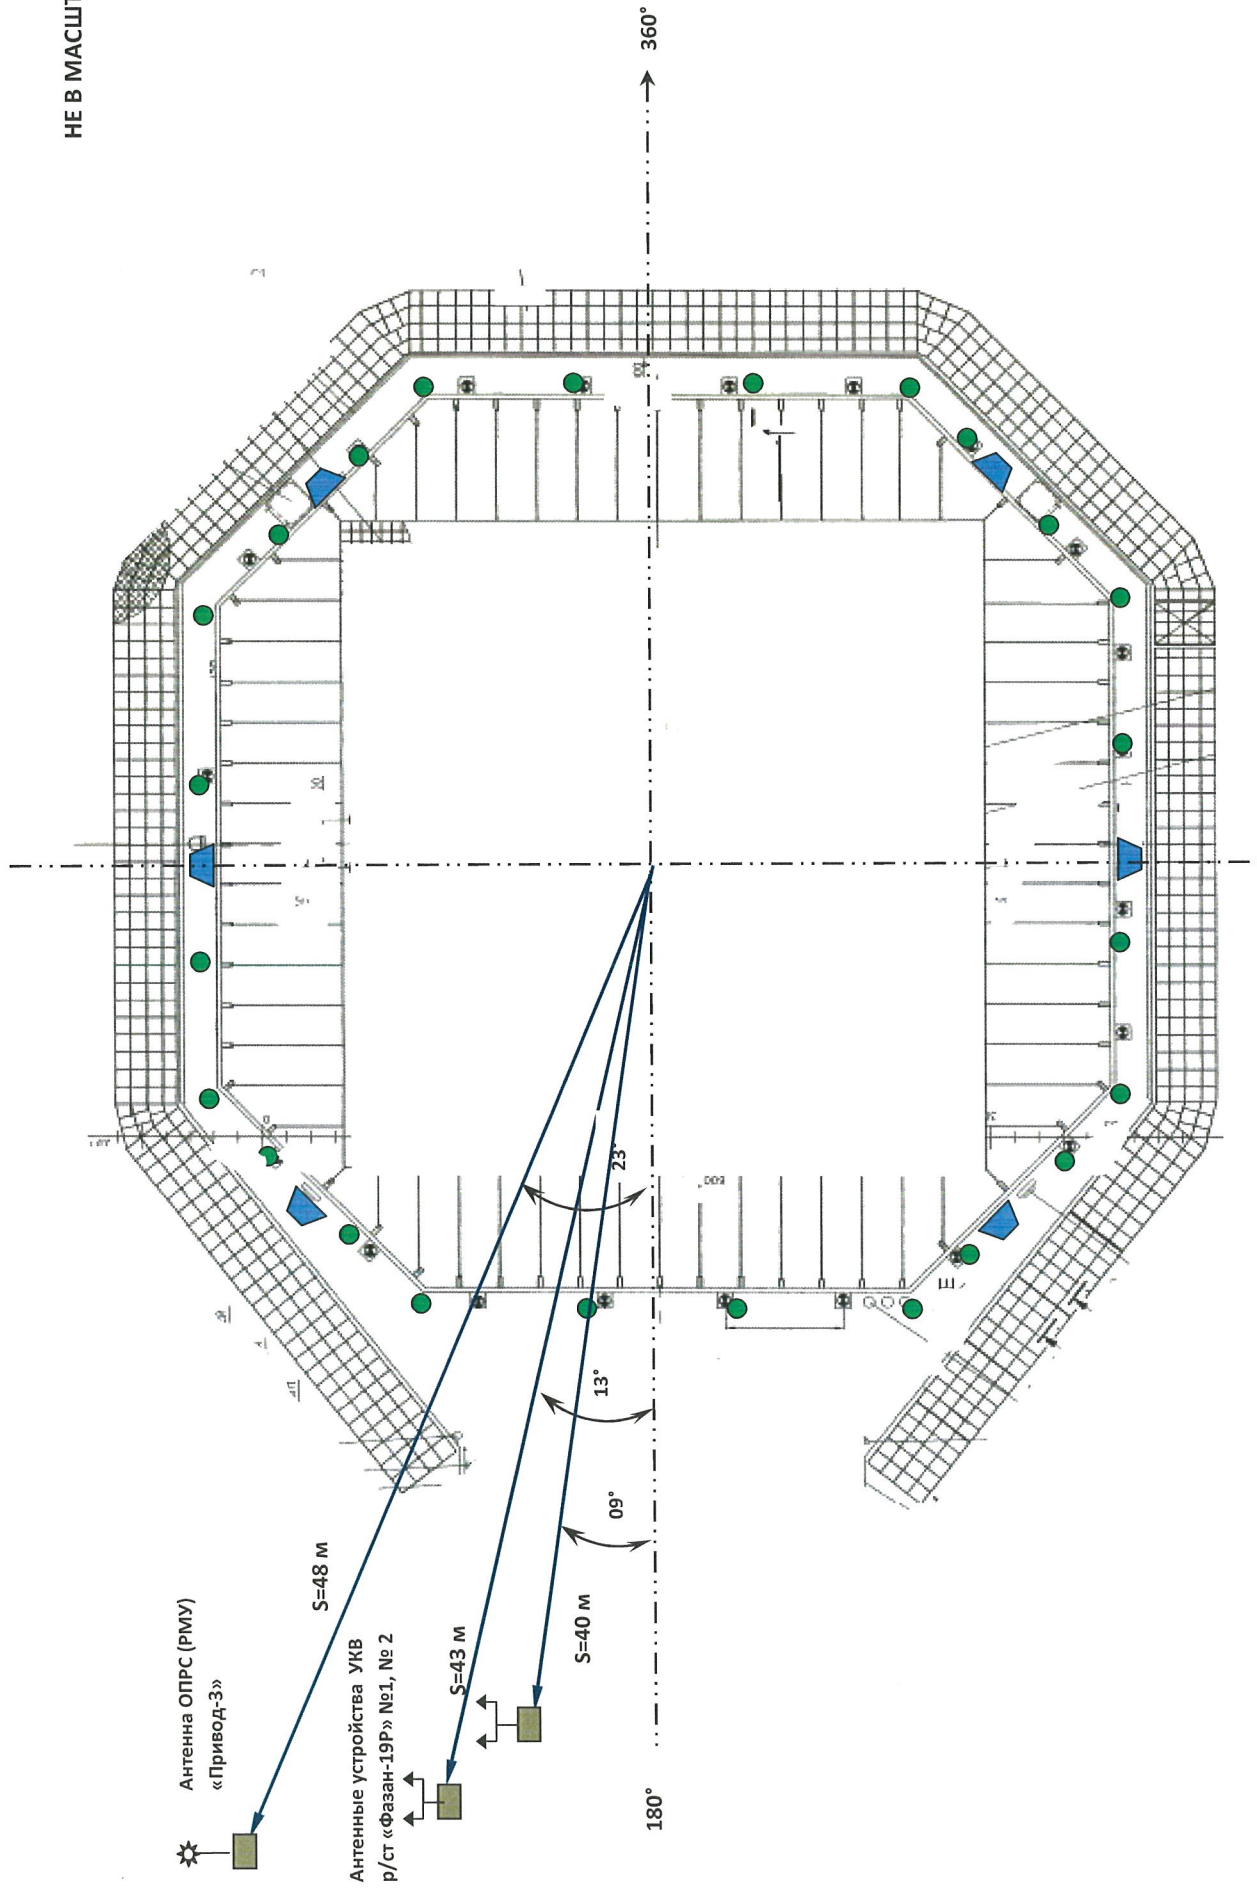 НЕ В МАСШТ
360°
Антенна ОПРС (РМУ)
«Привод-3»
S=48 м
Антенные устройства УКВ
р/ст «Фазан-19Р» №1, № 2
S=43 м
S=40 м
23°
13°
09°
180°